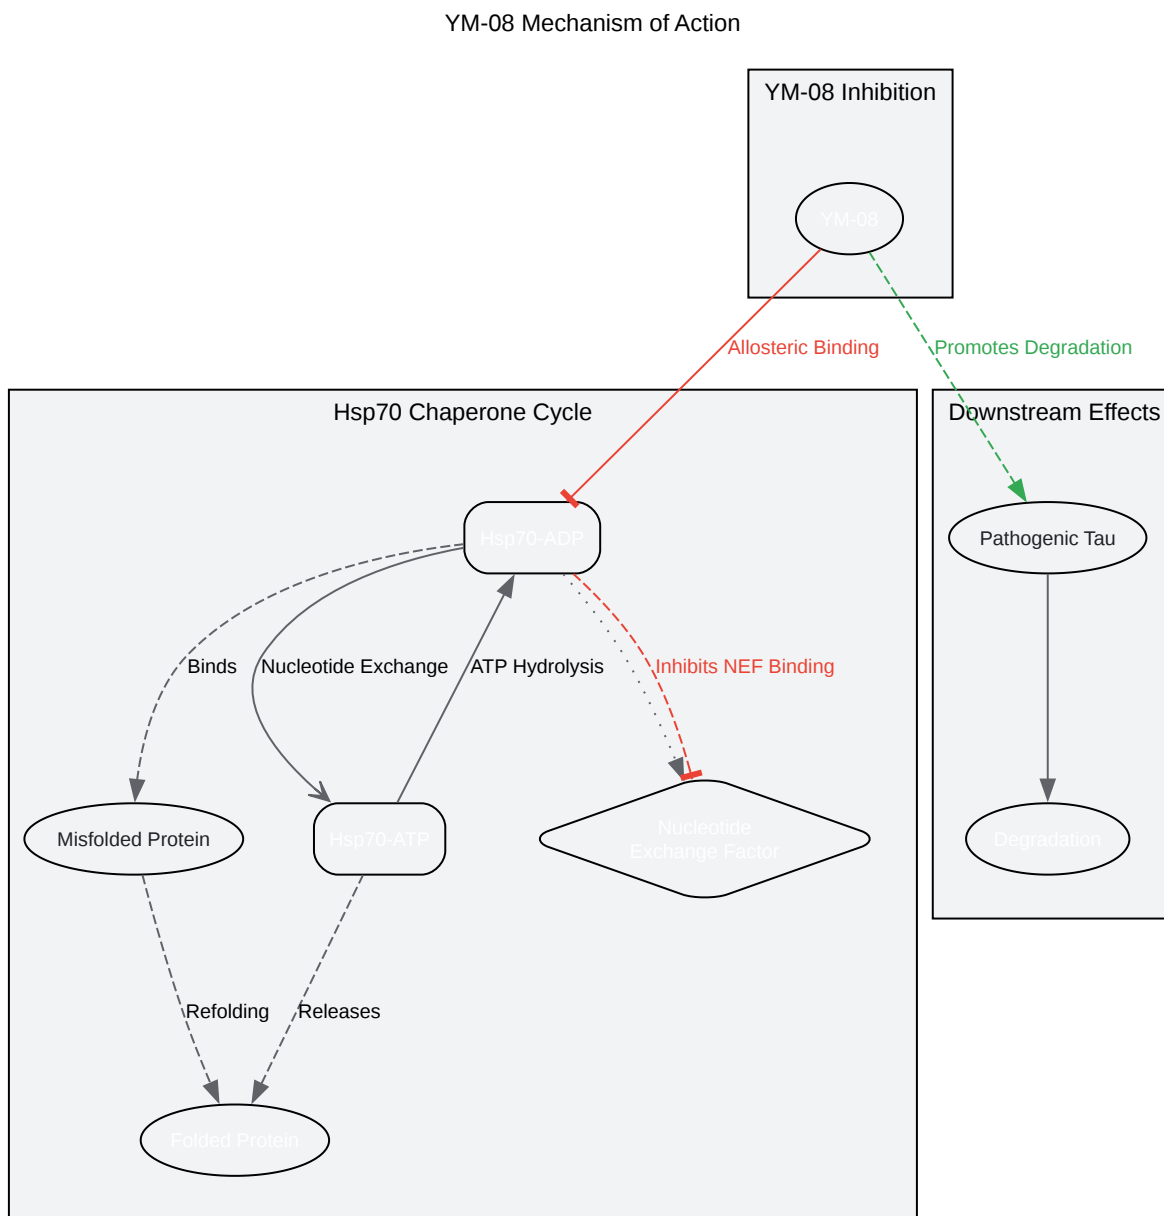 YM-08 Mechanism of Action
YM-08 Inhibition
YM-08
Allosteric Binding
Promotes Degradation
Hsp70 Chaperone Cycle
Downstream Effects
Hsp70-ADP
Pathogenic Tau
Binds
Nucleotide Exchange
ATP Hydrolysis
Inhibits NEF Binding
Misfolded Protein
Hsp70-ATP
Nucleotide
Exchange Factor
Degradation
Refolding
Releases
Folded Protein